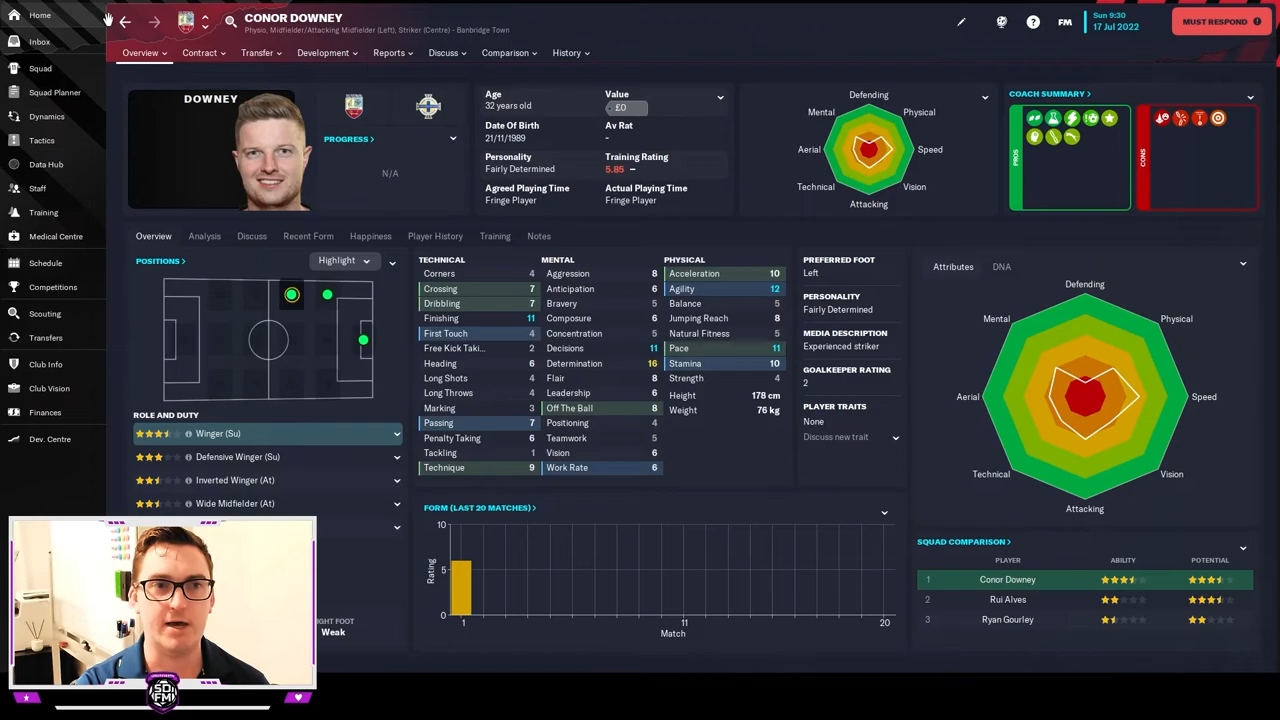 Home
Inbox
Squad
Squad Planner
Dynamics
Tactics
Data Hub
Staff
Training
Medical Centre
Schedule
Competitions
Scouting
Transfers
Club Info
Club Vision
Finances
Dev. Centre
CONOR DOWNEY
Physio, Midfielder/Attacking Midfielder (Left), Striker (Centre) - Banbridge Town
FM
Sun 9:30
17 Jul 2022
MUST RESPOND
Overview Contract Transfer Development Reports Discuss Comparison History
DOWNEY
PROGRESS >
N/A
Age
32 years old
Value
£0
Date Of Birth
21/11/1989
Av Rat
-
Personality
Fairly Determined
Training Rating
5.85 –
Agreed Playing Time
Fringe Player
Actual Playing Time
Fringe Player
Defending
Physical
Speed
Vision
Attacking
Technical
Aerial
Mental
COACH SUMMARY >
PROS
CONS
Overview Analysis Discuss Recent Form Happiness Player History Training Notes
POSITIONS >
Highlight
ROLE AND DUTY
Winger (Su)
Defensive Winger (Su)
Inverted Winger (At)
Wide Midfielder (At)
GHT FOOT
Weak
TECHNICAL
Corners 4
Crossing 7
Dribbling 7
Finishing 11
First Touch 4
Free Kick Taki... 2
Heading 6
Long Shots 4
Long Throws 4
Marking 3
Passing 7
Penalty Taking 6
Tackling 1
Technique 9
MENTAL
Aggression 8
Anticipation 6
Bravery 5
Composure 6
Concentration 5
Decisions 11
Determination 16
Flair 8
Leadership 6
Off The Ball 8
Positioning 4
Teamwork 5
Vision 6
Work Rate 6
PHYSICAL
Acceleration 10
Agility 12
Balance 5
Jumping Reach 8
Natural Fitness 5
Pace 11
Stamina 10
Strength 4
Height 178 cm
Weight 76 kg
PREFERRED FOOT
Left
PERSONALITY
Fairly Determined
MEDIA DESCRIPTION
Experienced striker
GOALKEEPER RATING
2
PLAYER TRAITS
None
Discuss new trait
FORM (LAST 20 MATCHES) >
Rating
10
5
0
1 11 20
Match
Attributes DNA
Defending
Physical
Speed
Vision
Attacking
Technical
Aerial
Mental
SQUAD COMPARISON >
PLAYER ABILITY POTENTIAL
1 Conor Downey
2 Rui Alves
3 Ryan Gourley
SD
FM